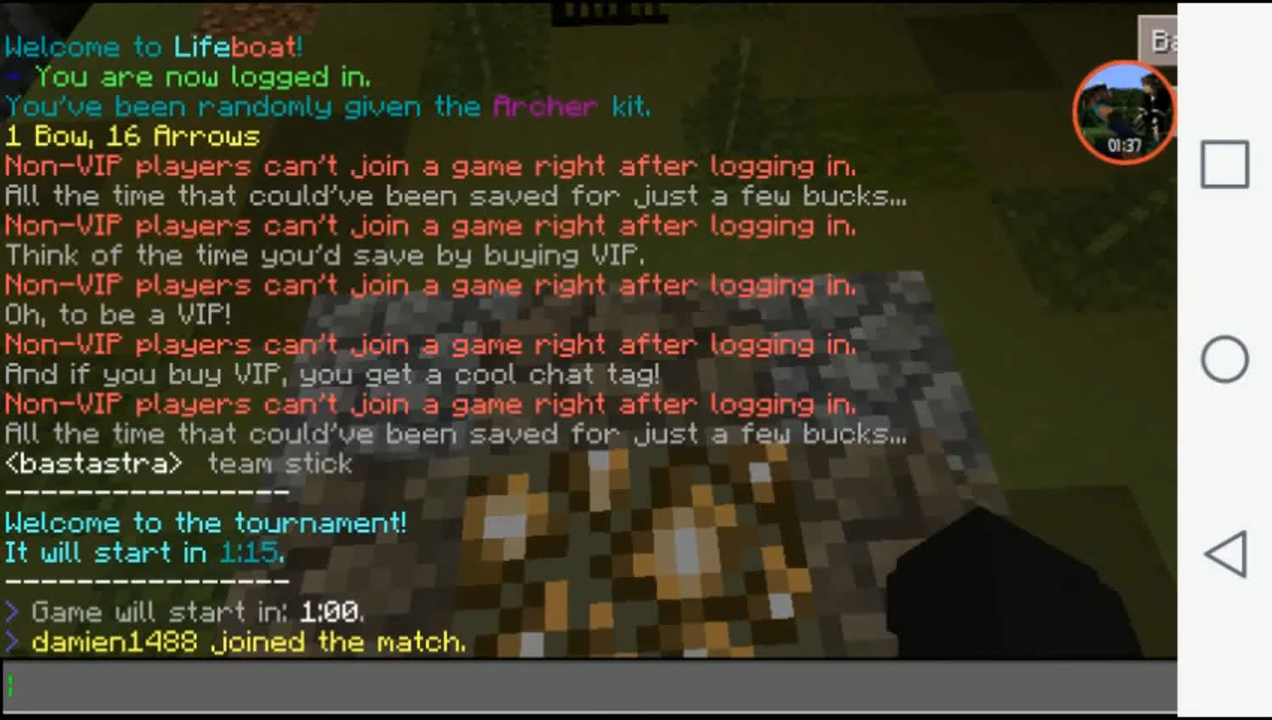 Welcome to Lifeboat!
- You are now logged in.
You've been randomly given the Archer kit.
1 Bow, 16 Arrows
Non-VIP players can't join a game right after logging in.
All the time that could've been saved for just a few bucks...
Non-VIP players can't join a game right after logging in.
Think of the time you'd save by buying VIP.
Non-VIP players can't join a game right after logging in.
Oh, to be a VIP!
Non-VIP players can't join a game right after logging in.
And if you buy VIP, you get a cool chat tag!
Non-VIP players can't join a game right after logging in.
All the time that could've been saved for just a few bucks...
<bastastra> team stick
----------------
Welcome to the tournament!
It will start in 1:15.
----------------
> Game will start in: 1:00.
> damien1488 joined the match.
01:37